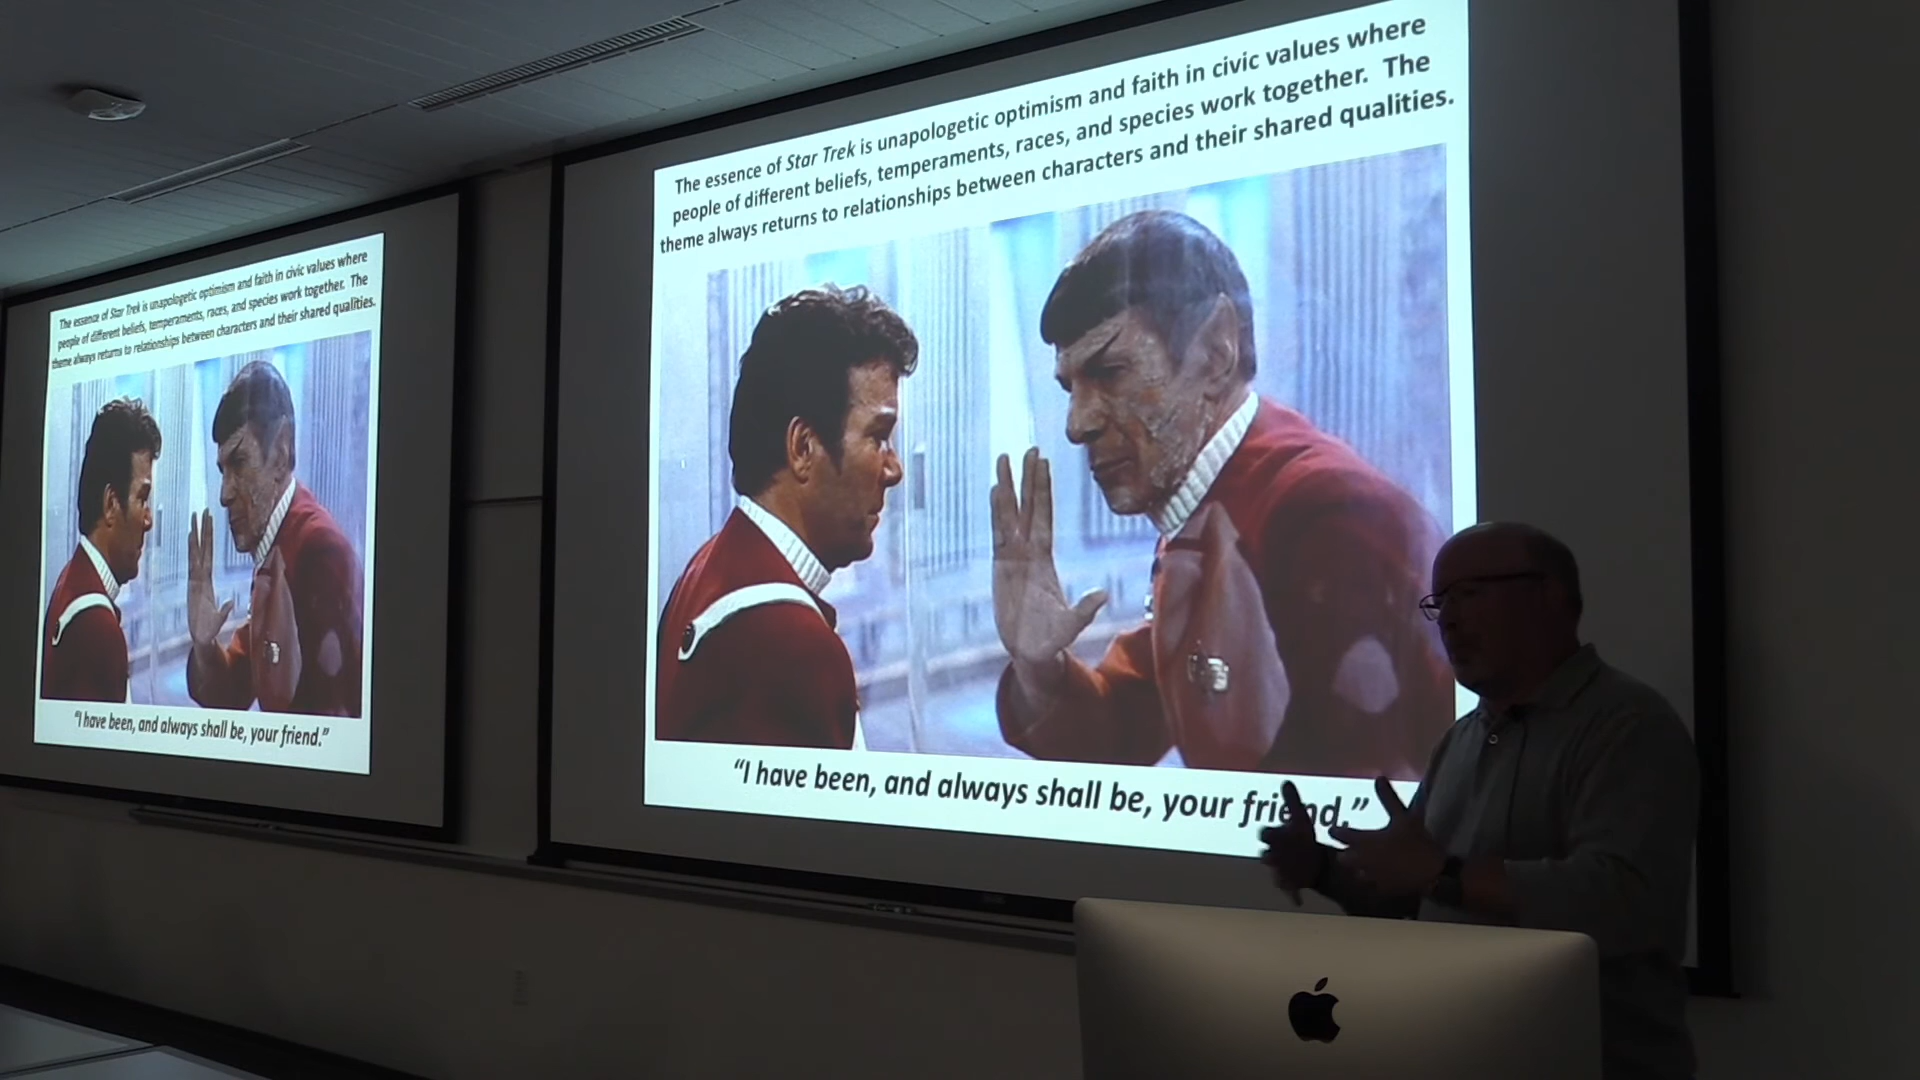 The essence of Star Trek is unapologetic optimism and faith in civic values where
people of different beliefs, temperaments, races, and species work together. The
theme always returns to relationships between characters and their shared qualities.
"I have been, and always shall be, your friend."
The essence of Star Trek is unapologetic optimism and faith in civic values where
people of different beliefs, temperaments, races, and species work together. The
theme always returns to relationships between characters and their shared qualities.
"I have been, and always shall be, your friend."